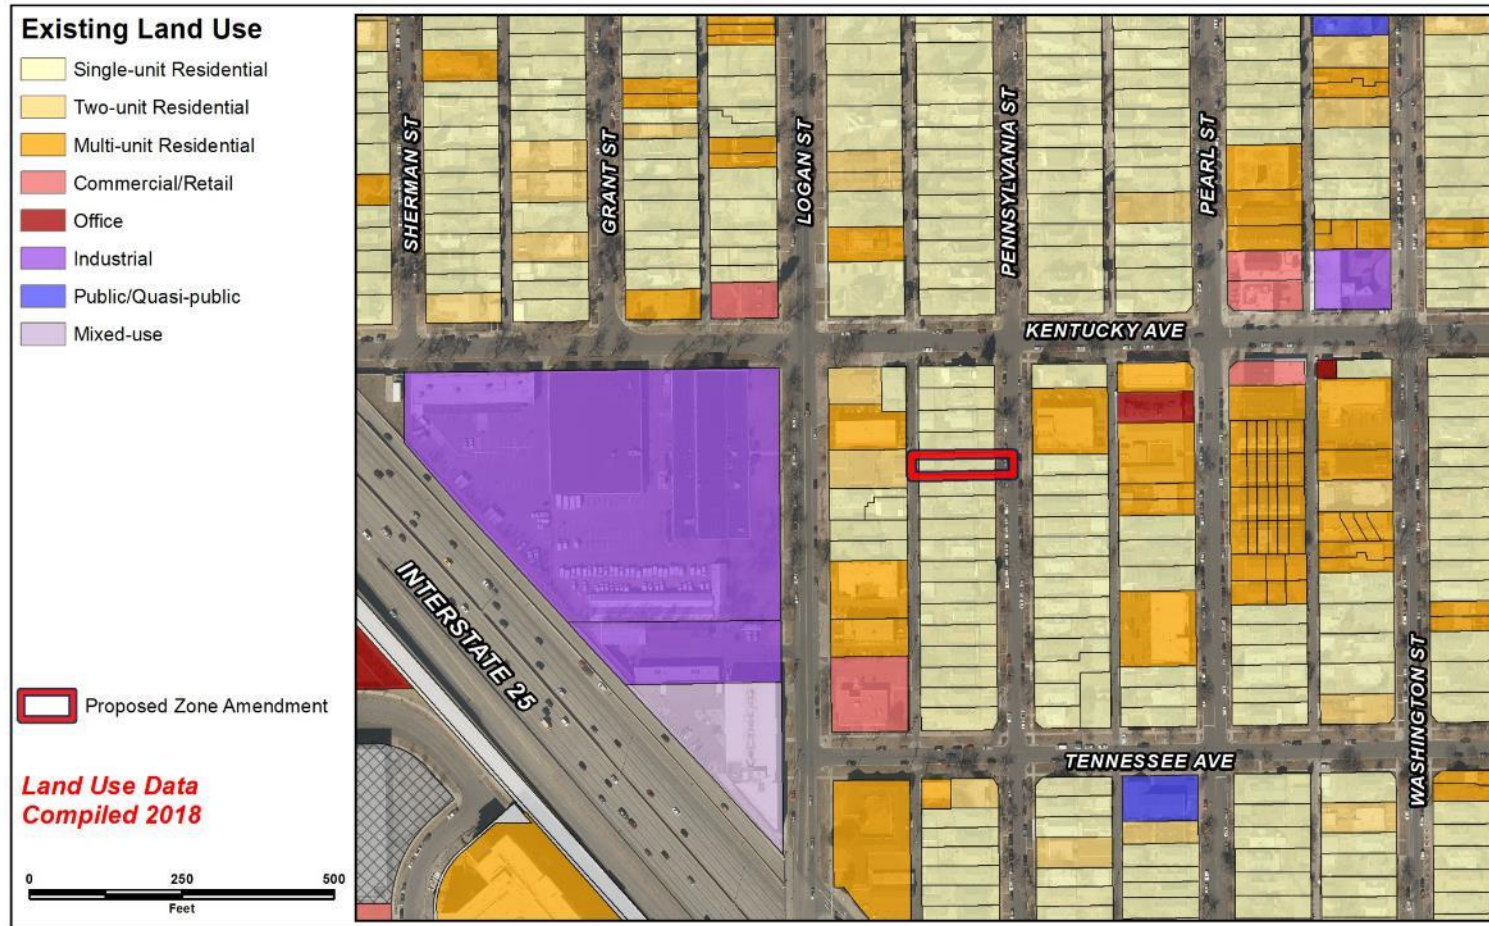 Existing Land Use
Single-unit Residential
Two-unit Residential
Multi-unit Residential
Commercial/Retail
Office
Industrial
Public/Quasi-public
Mixed-use
Proposed Zone Amendment
Land Use Data
Compiled 2018
0 250 500
Feet
SHERMAN ST
GRANT ST
LOGAN ST
PENNSYLVANIA ST
PEARL ST
KENTUCKY AVE
INTERSTATE 25
TENNESSEE AVE
WASHINGTON ST